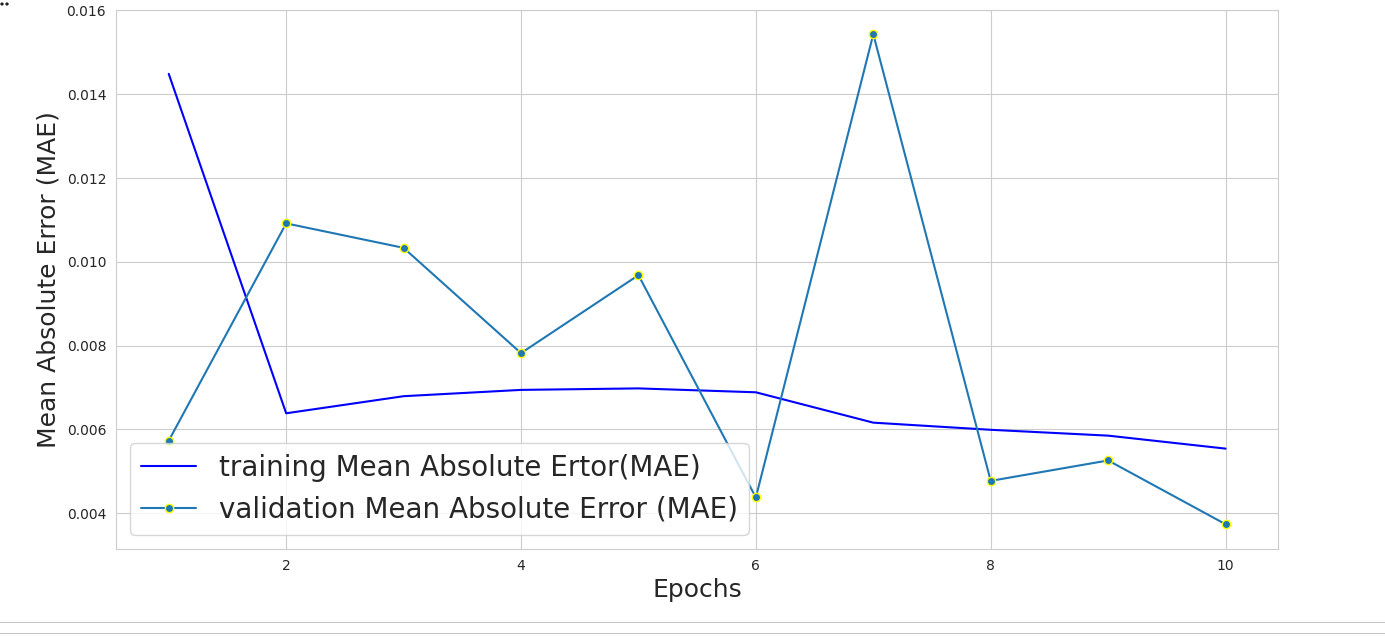 0.016
0.014
0.012
0.010
0.008
0.006
0.004
Mean Absolute Error (MAE)
training Mean Absolute Ertor(MAE)
validation Mean Absolute Error (MAE)
2 4 6 8 10
Epochs